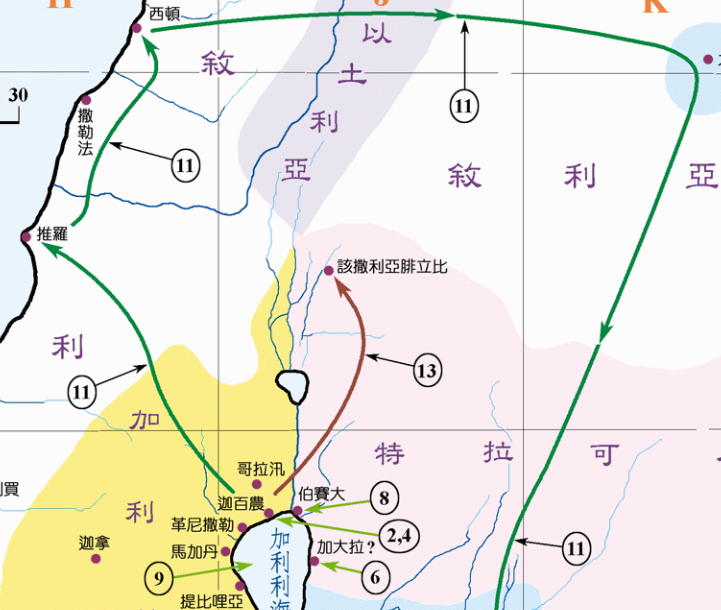 西頓
30
撒勒法
11
11
推羅
敘利
敘利亞
以土利亞
該撒利亞腓立比
11
13
加利
特拉可
哥拉汛
迦百農
伯賽大
8
革尼撒勒
2,4
馬加丹
加大拉？
6
迦拿
9
提比哩亞
加利利海
11
K
買